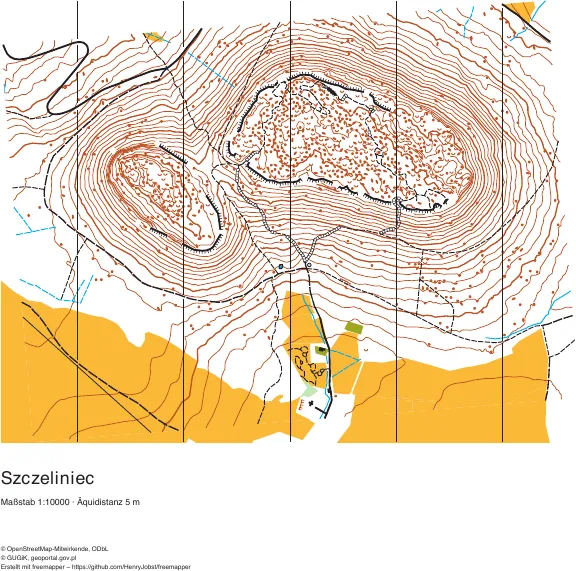 Szczeliniec
Maßstab 1:10000 · Äquidistanz 5 m
© OpenStreetMap-Mitwirkende, ODbL
© GUGiK, geoportal.gov.pl
Erstellt mit freemapper – https://github.com/HenryJobst/freemapper